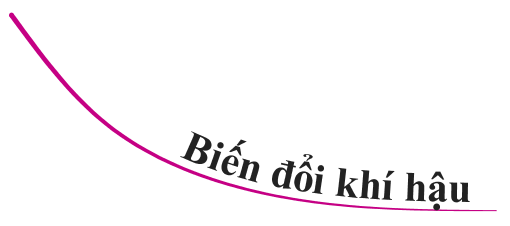 Biến đổi khí hậu